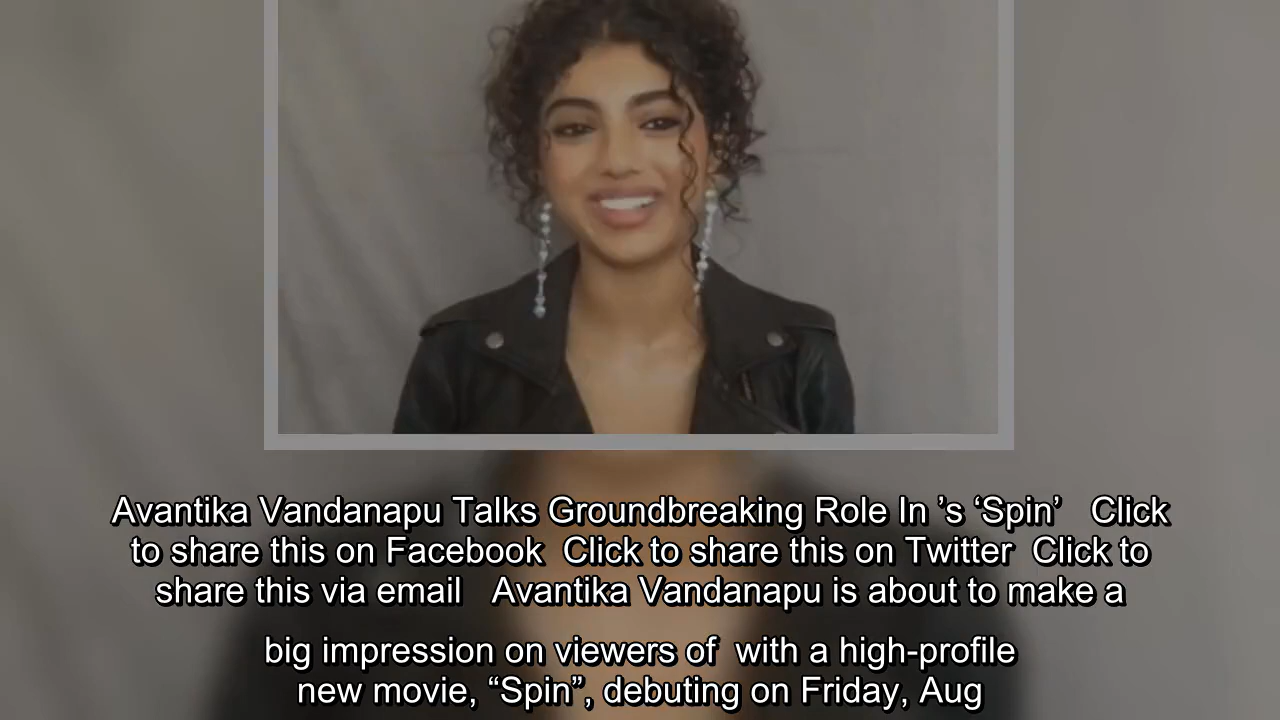 Avantika Vandanapu Talks Groundbreaking Role In ’s ‘Spin’   Click
to share this on Facebook  Click to share this on Twitter  Click to
share this via email   Avantika Vandanapu is about to make a
big impression on viewers of  with a high-profile
new movie, “Spin”, debuting on Friday, Aug